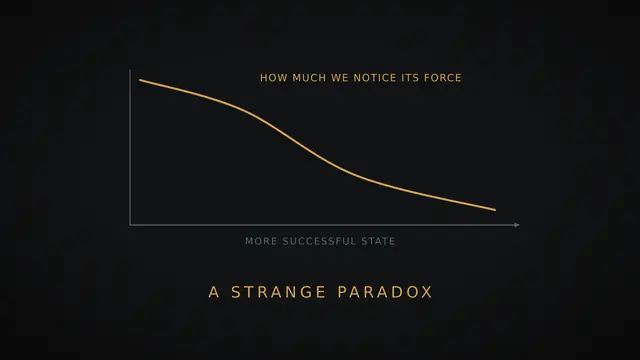 HOW MUCH WE NOTICE ITS FORCE
MORE SUCCESSFUL STATE
A STRANGE PARADOX